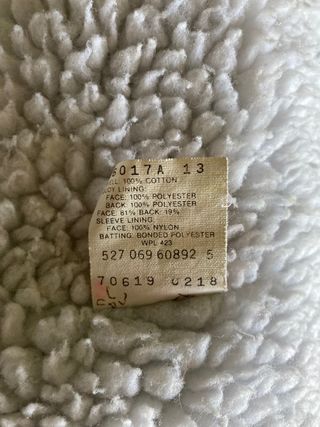 6017A 13
100% COTTON
LINING:
FACE: 100% POLYESTER
BACK: 100% POLYESTER
FACE: 81% BACK: 19%
SLEEVE LINING:
FACE: 100% NYLON
BATTING: BONDED POLYESTER
WPL 423
527 069 60892 5
70619 0218